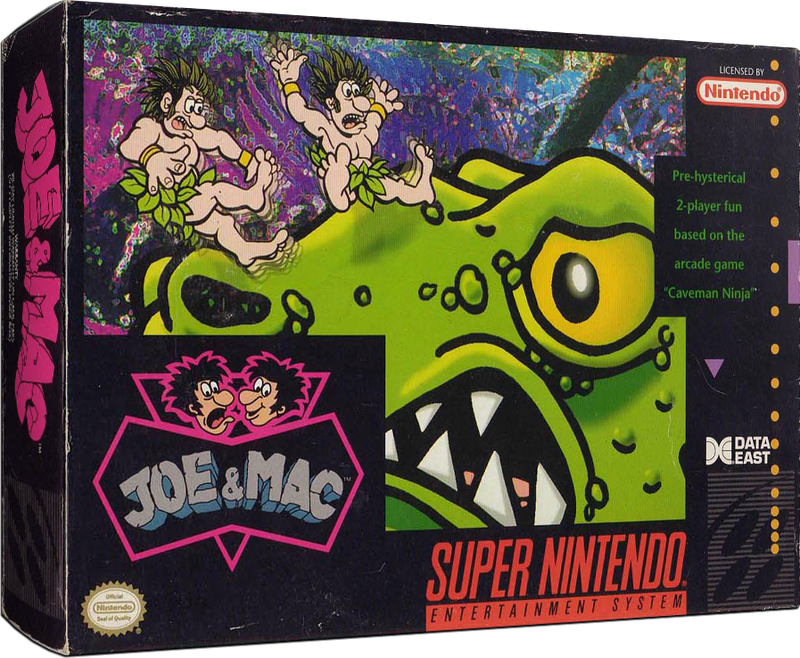 JOE & MAC
LICENSED BY
Nintendo®
Pre-hysterical
2-player fun
based on the
arcade game
"Caveman Ninja"
DATA
EAST
JOE & MAC™
Official
Nintendo
Seal of Quality
SUPER NINTENDO®
ENTERTAINMENT SYSTEM